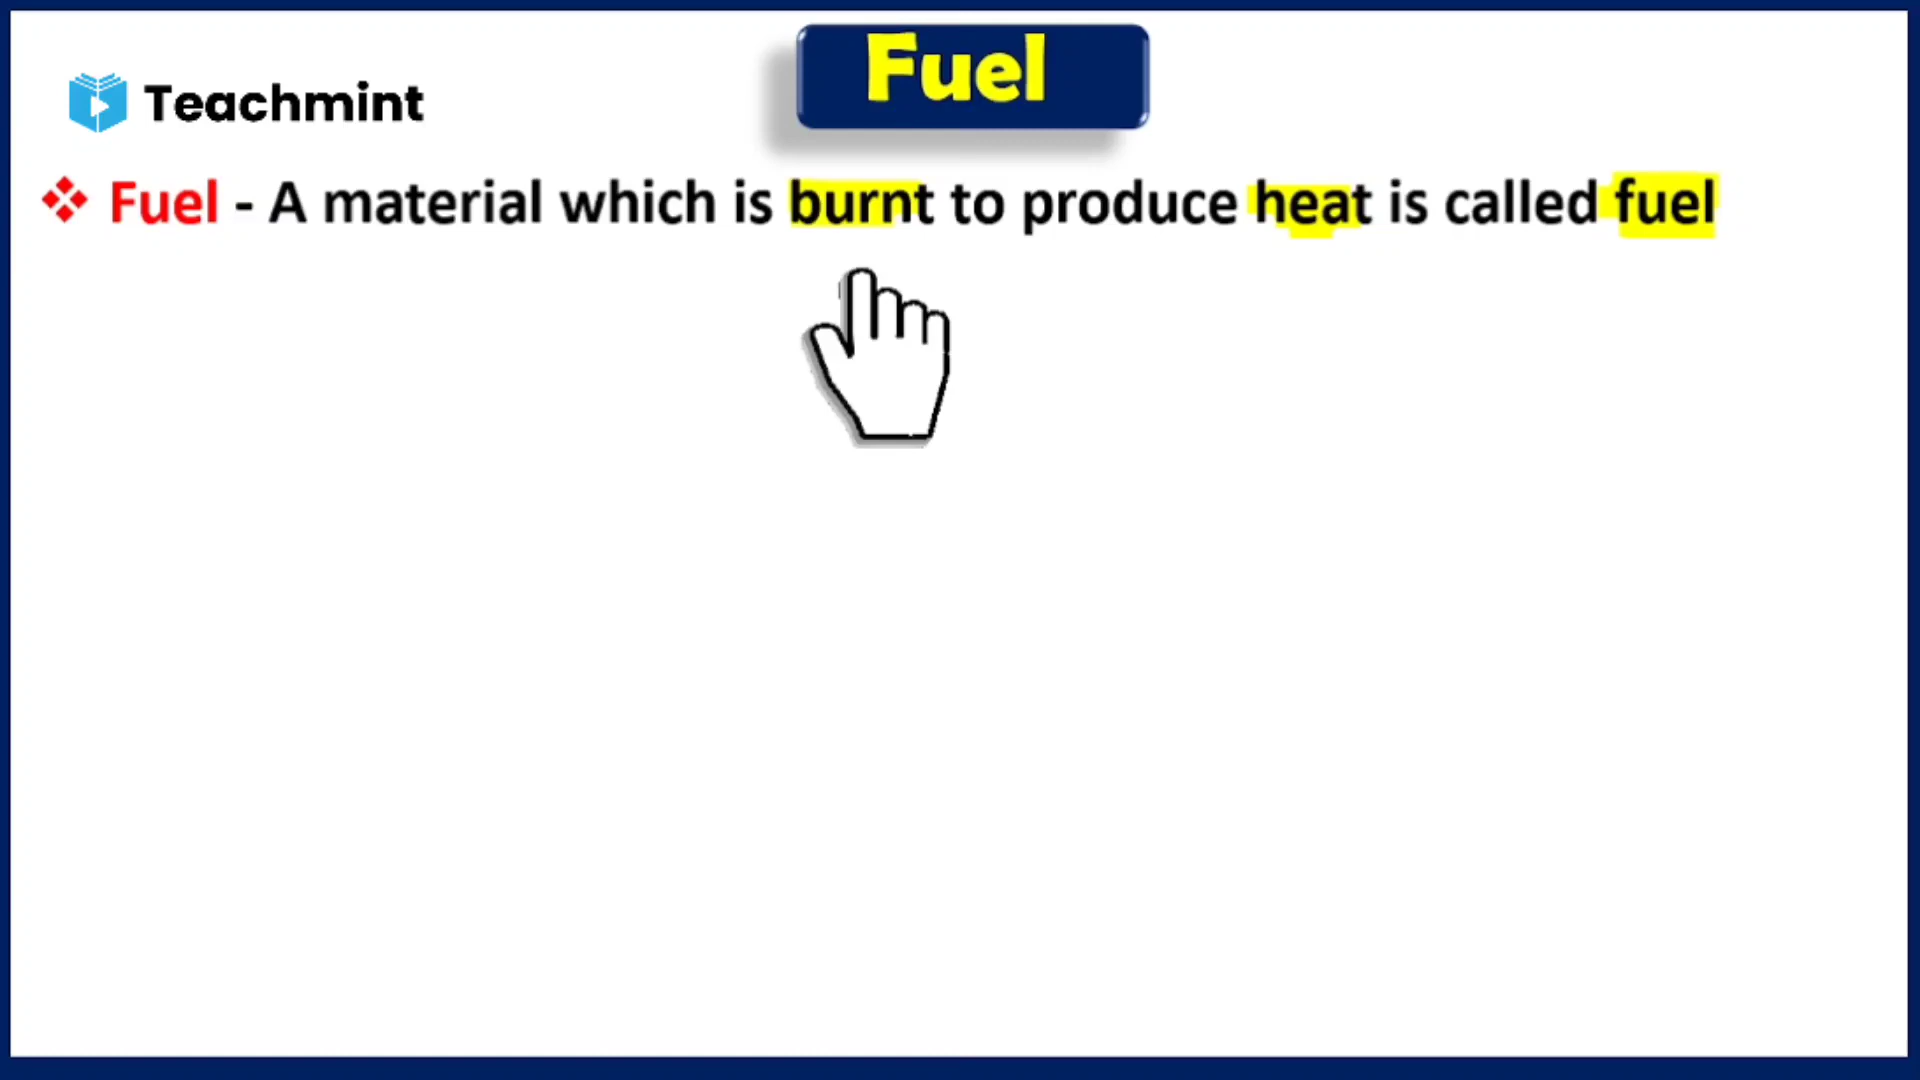 Fuel
Teachmint
Fuel - A material which is burnt to produce heat is called fuel